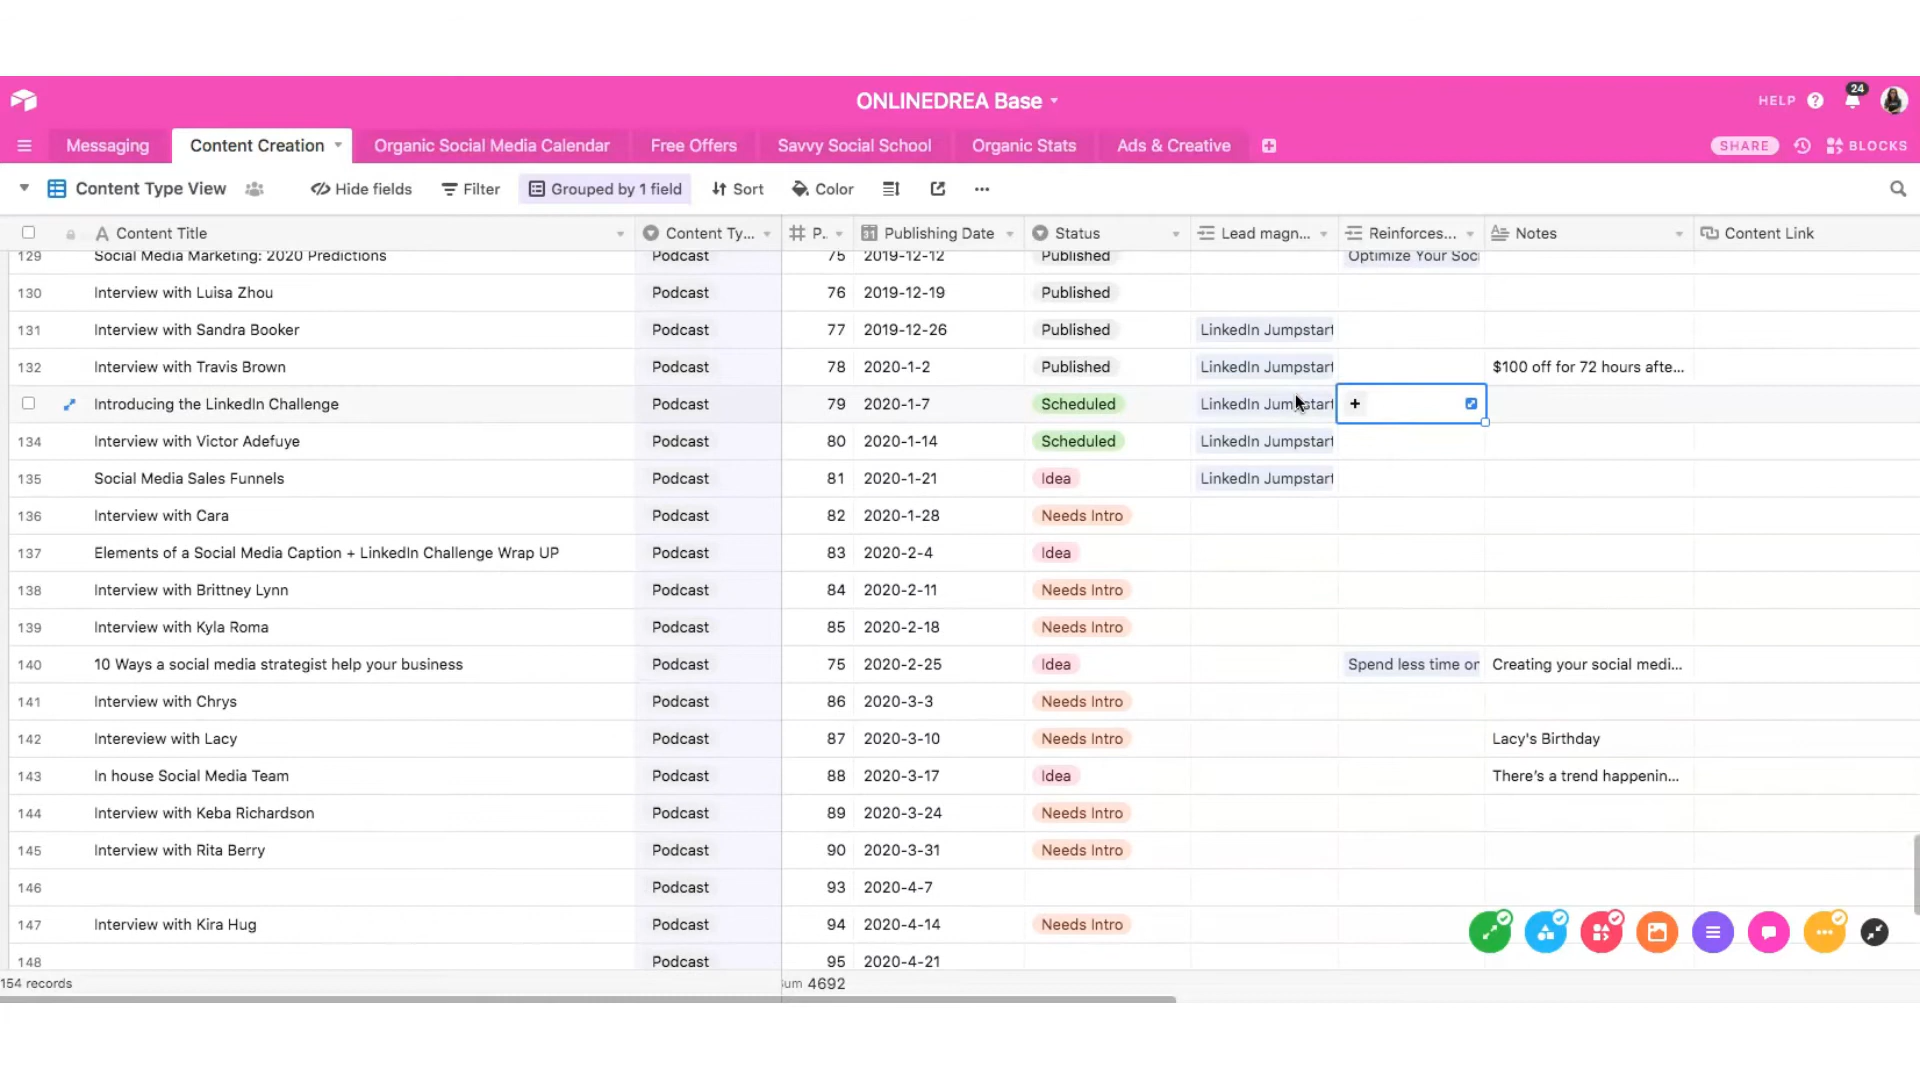 ONLINEDREA Base
HELP
24
Messaging Content Creation Organic Social Media Calendar Free Offers Savvy Social School Organic Stats Ads & Creative SHARE BLOCKS
Content Type View Hide fields Filter Grouped by 1 field Sort Color
Content Title Content Ty... P.. Publishing Date Status Lead magn... Reinforces... Notes Content Link
129 Social Media Marketing: 2020 Predictions Podcast 75 2019-12-12 Published Optimize Your Soc
130 Interview with Luisa Zhou Podcast 76 2019-12-19 Published
131 Interview with Sandra Booker Podcast 77 2019-12-26 Published LinkedIn Jumpstart
132 Interview with Travis Brown Podcast 78 2020-1-2 Published LinkedIn Jumpstart $100 off for 72 hours afte...
Introducing the LinkedIn Challenge Podcast 79 2020-1-7 Scheduled LinkedIn Jumpstart
134 Interview with Victor Adefuye Podcast 80 2020-1-14 Scheduled LinkedIn Jumpstart
135 Social Media Sales Funnels Podcast 81 2020-1-21 Idea LinkedIn Jumpstart
136 Interview with Cara Podcast 82 2020-1-28 Needs Intro
137 Elements of a Social Media Caption + LinkedIn Challenge Wrap UP Podcast 83 2020-2-4 Idea
138 Interview with Brittney Lynn Podcast 84 2020-2-11 Needs Intro
139 Interview with Kyla Roma Podcast 85 2020-2-18 Needs Intro
140 10 Ways a social media strategist help your business Podcast 75 2020-2-25 Idea Spend less time or Creating your social medi...
141 Interview with Chrys Podcast 86 2020-3-3 Needs Intro
142 Intereview with Lacy Podcast 87 2020-3-10 Needs Intro Lacy's Birthday
143 In house Social Media Team Podcast 88 2020-3-17 Idea There's a trend happenin...
144 Interview with Keba Richardson Podcast 89 2020-3-24 Needs Intro
145 Interview with Rita Berry Podcast 90 2020-3-31 Needs Intro
146 Podcast 93 2020-4-7
147 Interview with Kira Hug Podcast 94 2020-4-14 Needs Intro
148 Podcast 95 2020-4-21
154 records um 4692